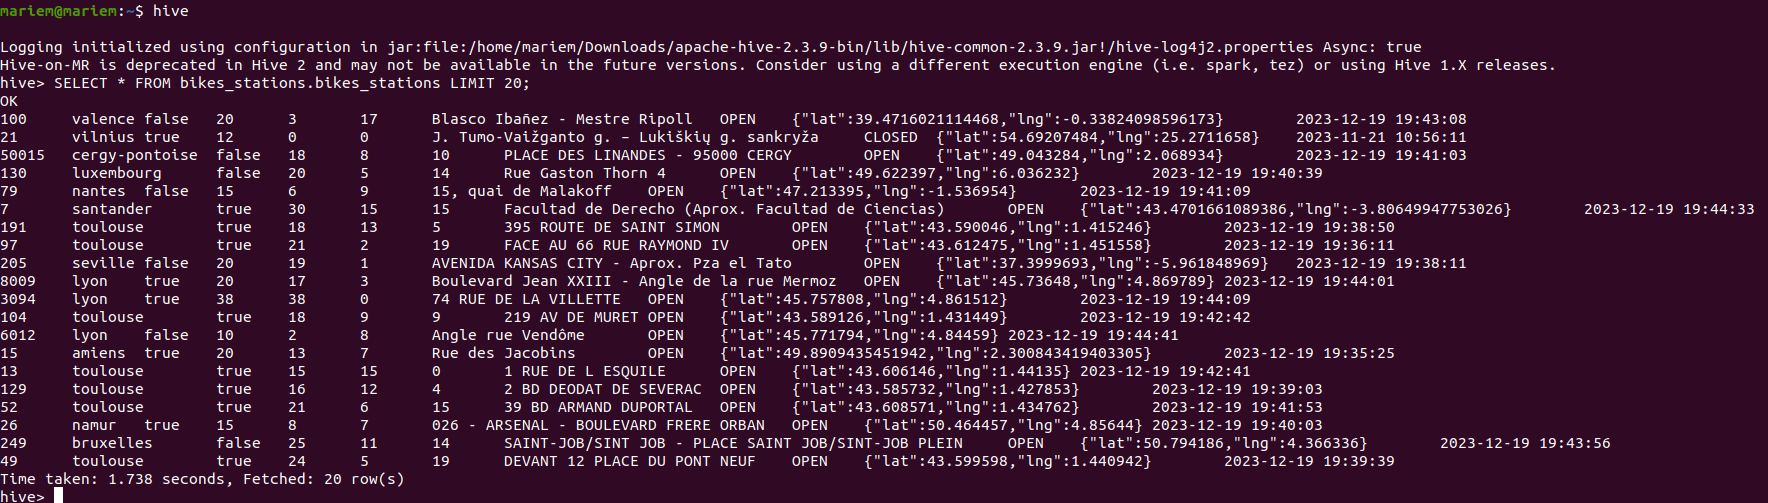 mariem@mariem:~$ hive
Logging initialized using configuration in jar:file:/home/mariem/Downloads/apache-hive-2.3.9-bin/lib/hive-common-2.3.9.jar!/hive-log4j2.properties Async: true
Hive-on-MR is deprecated in Hive 2 and may not be available in the future versions. Consider using a different execution engine (i.e. spark, tez) or using Hive 1.X releases.
hive> SELECT * FROM bikes_stations.bikes_stations LIMIT 20;
OK
100 valence false 20 3 17 Blasco Ibañez - Mestre Ripoll OPEN {"lat":39.4716021114468,"lng":-0.33824098596173} 2023-12-19 19:43:08
21 vilnius true 12 0 0 J. Tumo-Vaižganto g. – Lukiškių g. sankryža CLOSED {"lat":54.69207484,"lng":25.2711658} 2023-11-21 10:56:11
50015 cergy-pontoise false 18 8 10 PLACE DES LINANDES - 95000 CERGY OPEN {"lat":49.043284,"lng":2.068934} 2023-12-19 19:41:03
130 luxembourg false 20 5 14 Rue Gaston Thorn 4 OPEN {"lat":49.622397,"lng":6.036232} 2023-12-19 19:40:39
79 nantes false 15 6 9 15, quai de Malakoff OPEN {"lat":47.213395,"lng":-1.536954} 2023-12-19 19:41:09
7 santander true 30 15 15 Facultad de Derecho (Aprox. Facultad de Ciencias) OPEN {"lat":43.4701661089386,"lng":-3.80649947753026} 2023-12-19 19:44:33
191 toulouse true 18 13 5 395 ROUTE DE SAINT SIMON OPEN {"lat":43.590046,"lng":1.415246} 2023-12-19 19:38:50
97 toulouse true 21 2 19 FACE AU 66 RUE RAYMOND IV OPEN {"lat":43.612475,"lng":1.451558} 2023-12-19 19:36:11
205 seville false 20 19 1 AVENIDA KANSAS CITY - Aprox. Pza el Tato OPEN {"lat":37.3999693,"lng":-5.961848969} 2023-12-19 19:38:11
8009 lyon true 20 17 3 Boulevard Jean XXIII - Angle de la rue Mermoz OPEN {"lat":45.73648,"lng":4.869789} 2023-12-19 19:44:01
3094 lyon true 38 38 0 74 RUE DE LA VILLETTE OPEN {"lat":45.757808,"lng":4.861512} 2023-12-19 19:44:09
104 toulouse true 18 9 9 219 AV DE MURET OPEN {"lat":43.589126,"lng":1.431449} 2023-12-19 19:42:42
6012 lyon false 10 2 8 Angle rue Vendôme OPEN {"lat":45.771794,"lng":4.84459} 2023-12-19 19:44:41
15 amiens true 20 13 7 Rue des Jacobins OPEN {"lat":49.8909435451942,"lng":2.300843419403305} 2023-12-19 19:35:25
13 toulouse true 15 15 0 1 RUE DE L ESQUILE OPEN {"lat":43.606146,"lng":1.44135} 2023-12-19 19:42:41
129 toulouse true 16 12 4 2 BD DEODAT DE SEVERAC OPEN {"lat":43.585732,"lng":1.427853} 2023-12-19 19:39:03
52 toulouse true 21 6 15 39 BD ARMAND DUPORTAL OPEN {"lat":43.608571,"lng":1.434762} 2023-12-19 19:41:53
26 namur true 15 8 7 026 - ARSENAL - BOULEVARD FRERE ORBAN OPEN {"lat":50.464457,"lng":4.85644} 2023-12-19 19:40:03
249 bruxelles false 25 11 14 SAINT-JOB/SINT JOB - PLACE SAINT JOB/SINT-JOB PLEIN OPEN {"lat":50.794186,"lng":4.366336} 2023-12-19 19:43:56
49 toulouse true 24 5 19 DEVANT 12 PLACE DU PONT NEUF OPEN {"lat":43.599598,"lng":1.440942} 2023-12-19 19:39:39
Time taken: 1.738 seconds, Fetched: 20 row(s)
hive>